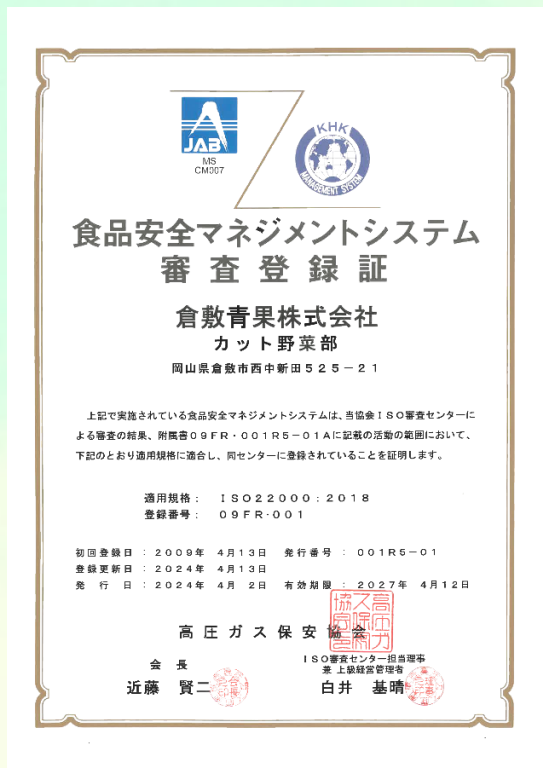 JAB
MS
CM007
KHK
MANAGEMENT SYSTEM
食品安全マネジメントシステム
審査登録証
倉敷青果株式会社
カット野菜部
岡山県倉敷市西中新田525-21
上記で実施されている食品安全マネジメントシステムは、当協会ISO審査センターに
よる審査の結果、附属書09FR・001R5-01Aに記載の活動の範囲において、
下記のとおり適用規格に適合し、同センターに登録されていることを証明します。
適用規格: ISO22000:2018
登録番号: 09FR-001
初回登録日 : 2009年 4月13日 発行番号 : 001R5-01
登録更新日 : 2024年 4月13日
発行日 : 2024年 4月 2日 有効期限 : 2027年 4月12日
高圧ガス保安協会
会長
近藤 賢二
ISO審査センター担当理事
兼 上級経営管理者
白井 基晴